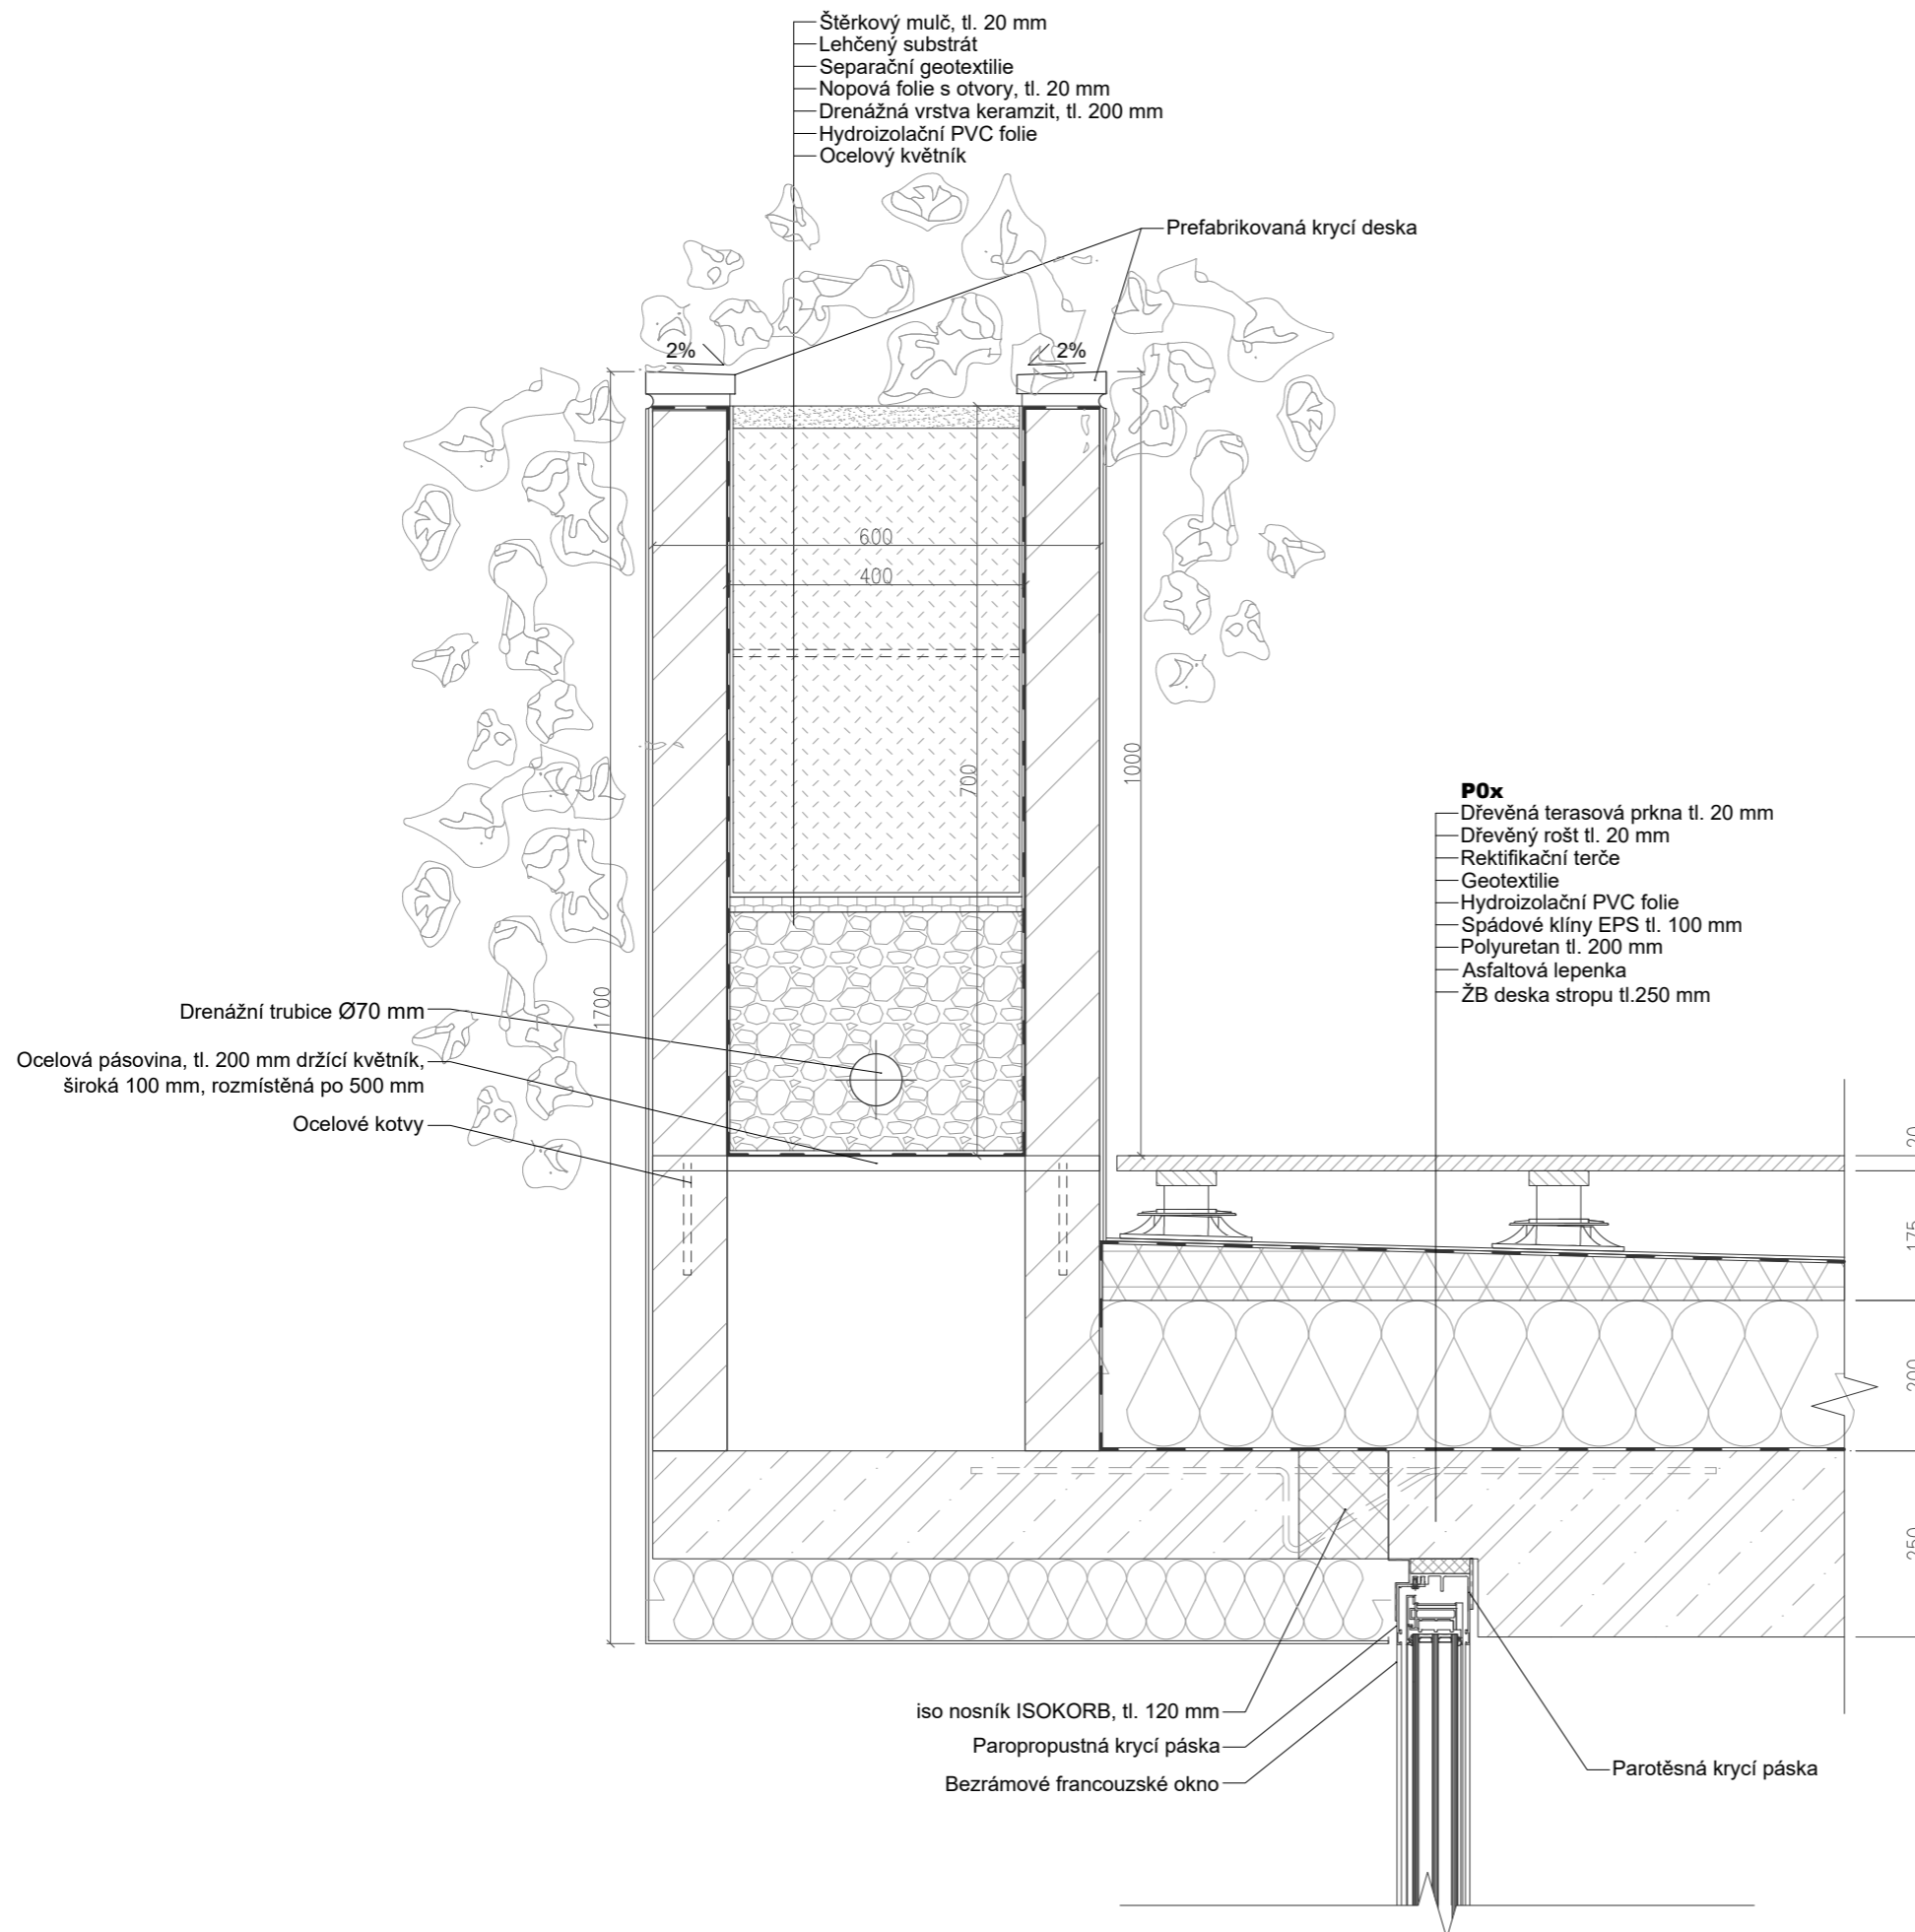 Štěrkový mulč, tl. 20 mm
Lehčený substrát
Separační geotextilie
Nopová folie s otvory, tl. 20 mm
Drenážná vrstva keramzit, tl. 200 mm
Hydroizolační PVC folie
Ocelový květník
Prefabrikovaná krycí deska
2%
2%
600
400
700
1000
1700
P0x
Dřevěná terasová prkna tl. 20 mm
Dřevěný rošt tl. 20 mm
Rektifikační terče
Geotextilie
Hydroizolační PVC folie
Spádové klíny EPS tl. 100 mm
Polyuretan tl. 200 mm
Asfaltová lepenka
ŽB deska stropu tl.250 mm
Drenážní trubice Ø70 mm
Ocelová pásovina, tl. 200 mm držící květník,
široká 100 mm, rozmístěná po 500 mm
Ocelové kotvy
20
175
200
250
iso nosník ISOKORB, tl. 120 mm
Paropropustná krycí páska
Bezrámové francouzské okno
Parotěsná krycí páska